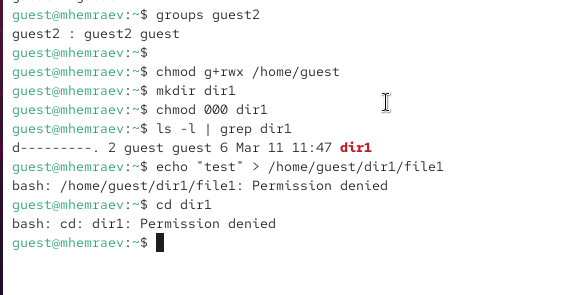 guest@mhemraev:~$ groups guest2
guest2 : guest2 guest
guest@mhemraev:~$
guest@mhemraev:~$ chmod g+rwx /home/guest
guest@mhemraev:~$ mkdir dir1
guest@mhemraev:~$ chmod 000 dir1
guest@mhemraev:~$ ls -l | grep dir1
d---------. 2 guest guest 6 Mar 11 11:47 dir1
guest@mhemraev:~$ echo "test" > /home/guest/dir1/file1
bash: /home/guest/dir1/file1: Permission denied
guest@mhemraev:~$ cd dir1
bash: cd: dir1: Permission denied
guest@mhemraev:~$